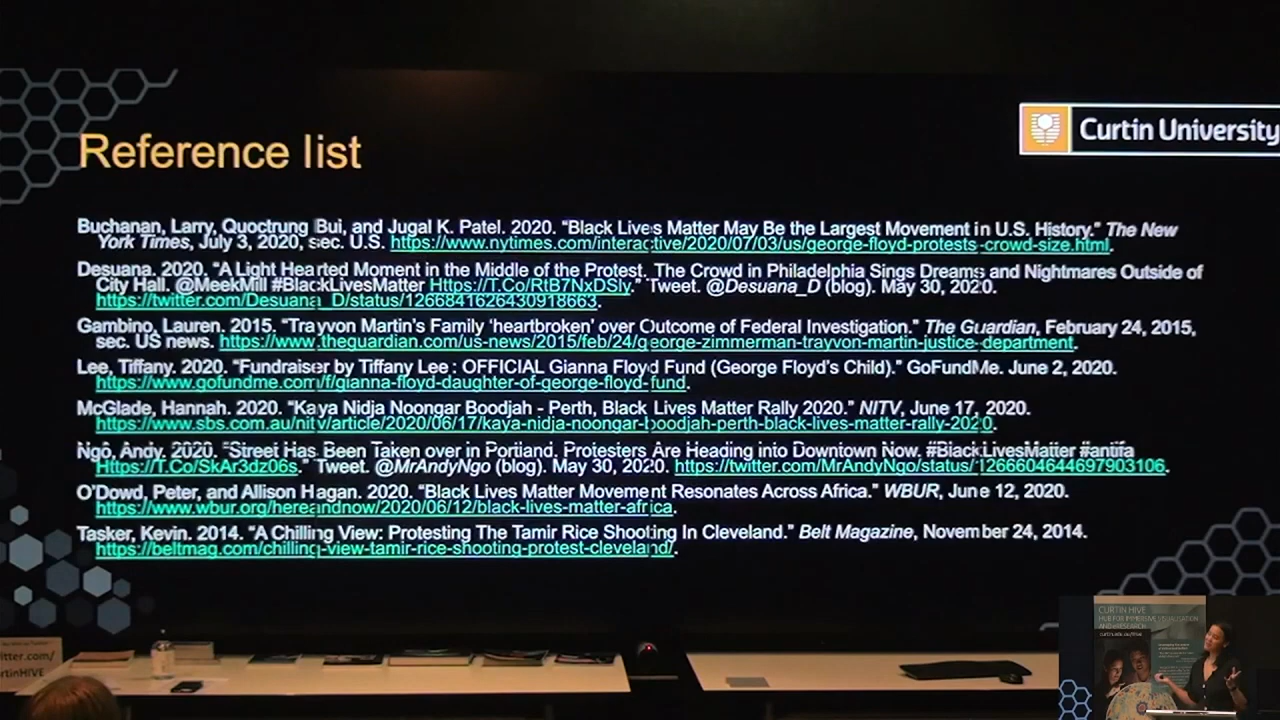 Reference list
Curtin University
Buchanan, Larry, Quoctrung Bui, and Jugal K. Patel. 2020. “Black Lives Matter May Be the Largest Movement in U.S. History.” The New
York Times, July 3, 2020, sec. U.S. https://www.nytimes.com/interactive/2020/07/03/us/george-floyd-protests-crowd-size.html.
Desuana. 2020. “A Light Hearted Moment in the Middle of the Protest. The Crowd in Philadelphia Sings Dreams and Nightmares Outside of
City Hall. @MeekMill #BlackLivesMatter Https://T.Co/RtB7NxDSly.” Tweet. @Desuana_D (blog). May 30, 2020.
https://twitter.com/Desuana_D/status/1266841626430918663.
Gambino, Lauren. 2015. “Trayvon Martin’s Family ‘heartbroken’ over Outcome of Federal Investigation.” The Guardian, February 24, 2015,
sec. US news. https://www.theguardian.com/us-news/2015/feb/24/george-zimmerman-trayvon-martin-justice-department.
Lee, Tiffany. 2020. “Fundraiser by Tiffany Lee : OFFICIAL Gianna Floyd Fund (George Floyd’s Child).” GoFundMe. June 2, 2020.
https://www.gofundme.com/f/gianna-floyd-daughter-of-george-floyd-fund.
McGlade, Hannah. 2020. “Kaya Nidja Noongar Boodjah - Perth, Black Lives Matter Rally 2020.” NITV, June 17, 2020.
https://www.sbs.com.au/nitv/article/2020/06/17/kaya-nidja-noongar-boodjah-perth-black-lives-matter-rally-2020.
Ngô, Andy. 2020. “Street Has Been Taken over in Portland. Protesters Are Heading into Downtown Now. #BlackLivesMatter #antifa
Https://T.Co/SkAr3dz06s.” Tweet. @MrAndyNgo (blog). May 30, 2020. https://twitter.com/MrAndyNgo/status/1266604644697903106.
O’Dowd, Peter, and Allison Hagan. 2020. “Black Lives Matter Movement Resonates Across Africa.” WBUR, June 12, 2020.
https://www.wbur.org/hereandnow/2020/06/12/black-lives-matter-africa.
Tasker, Kevin. 2014. “A Chilling View: Protesting The Tamir Rice Shooting In Cleveland.” Belt Magazine, November 24, 2014.
https://beltmag.com/chilling-view-tamir-rice-shooting-protest-cleveland/.
itter.com/
rtinHIVE
CURTIN HIVE
HUB FOR IMMERSIVE VISUALISATION
AND eRESEARCH